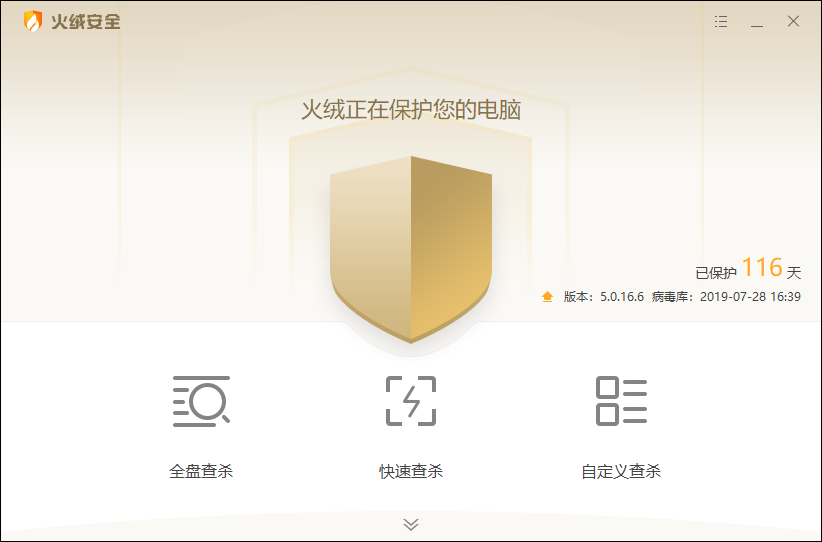 火绒安全
火绒正在保护您的电脑
已保护 116 天
版本：5.0.16.6 病毒库：2019-07-28 16:39
全盘查杀
快速查杀
自定义查杀